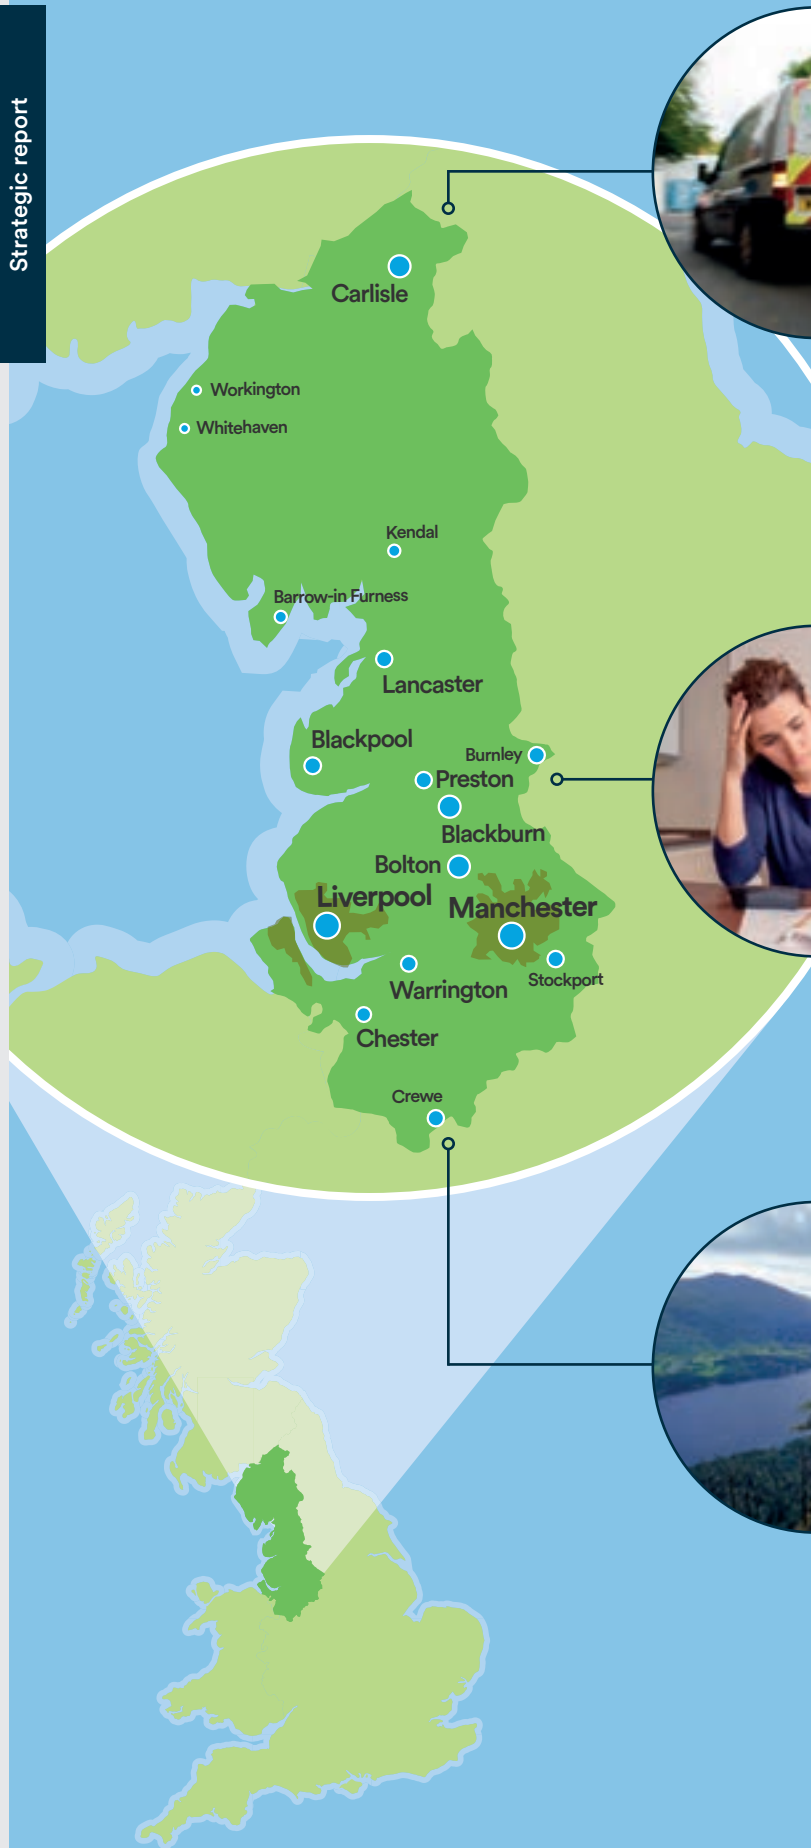 Strategic report
Carlisle
Workington
Whitehaven
Kendal
Barrow-in Furness
Lancaster
Blackpool
Burnley
Preston
Blackburn
Bolton
Liverpool
Manchester
Stockport
Warrington
Chester
Crewe